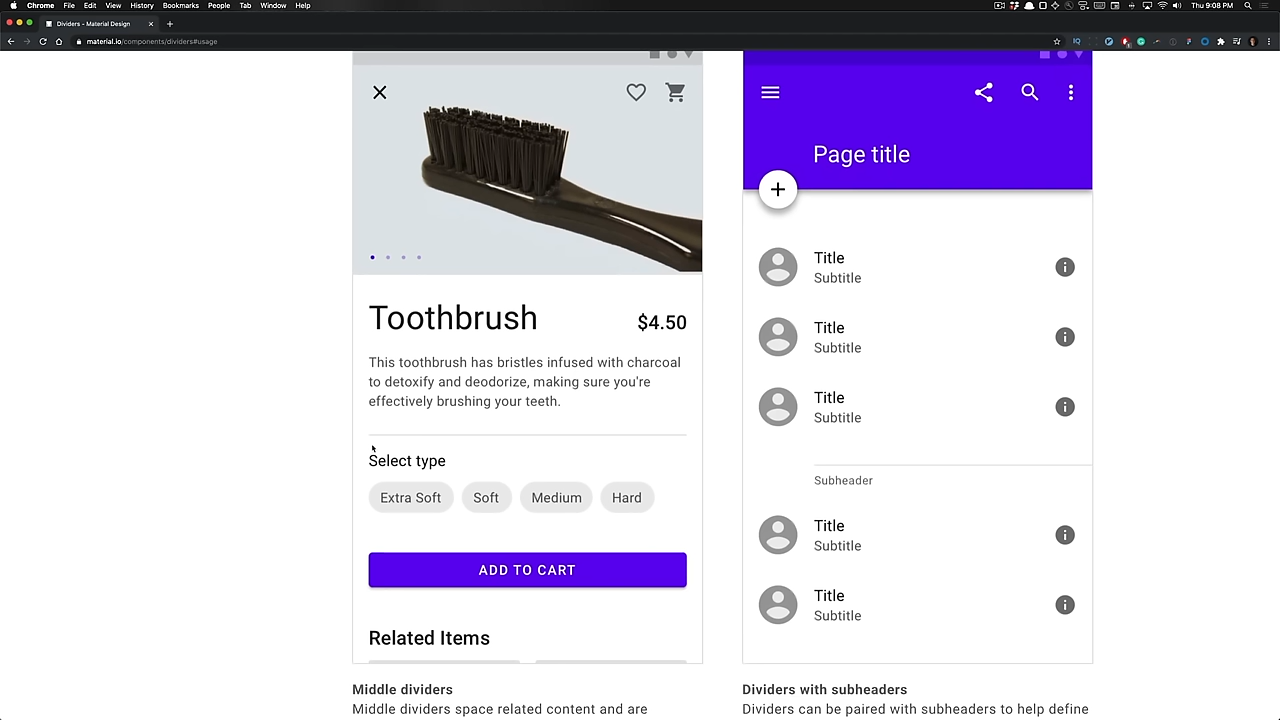 Chrome File Edit View History Bookmarks People Tab Window Help
Thu 9:08 PM
Dividers - Material Design
material.io/components/dividers#usage
Toothbrush
$4.50
This toothbrush has bristles infused with charcoal
to detoxify and deodorize, making sure you're
effectively brushing your teeth.
Select type
Extra Soft
Soft
Medium
Hard
ADD TO CART
Related Items
Middle dividers
Middle dividers space related content and are
Page title
Title
Subtitle
Title
Subtitle
Title
Subtitle
Subheader
Title
Subtitle
Title
Subtitle
Dividers with subheaders
Dividers can be paired with subheaders to help define